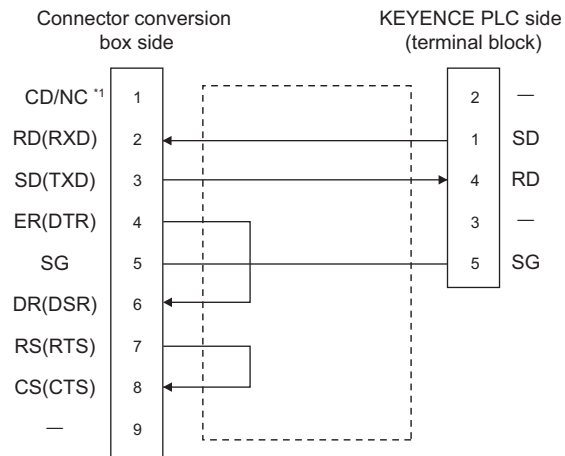 Connector conversion
box side
KEYENCE PLC side
(terminal block)
CD/NC *1 1 2 —
RD(RXD) 2 1 SD
SD(TXD) 3 4 RD
ER(DTR) 4 3 —
SG 5 5 SG
DR(DSR) 6
RS(RTS) 7
CS(CTS) 8
— 9